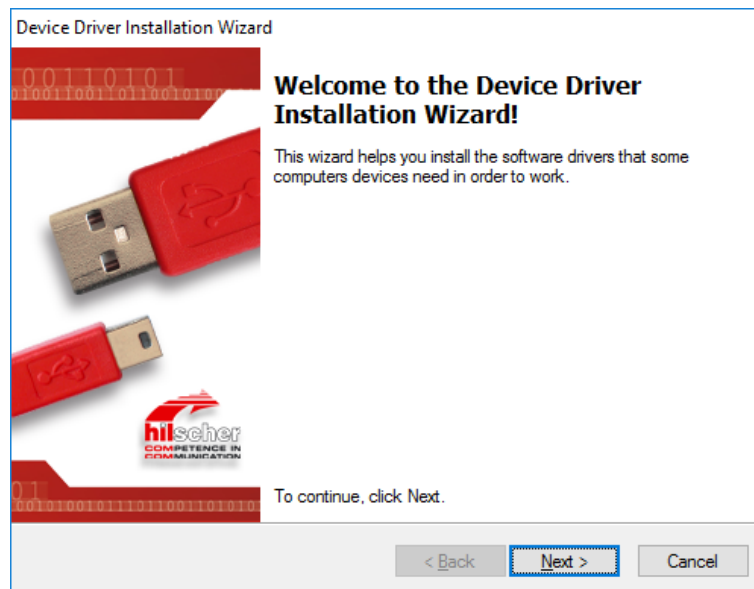 Device Driver Installation Wizard
00110101
Welcome to the Device Driver
Installation Wizard!
This wizard helps you install the software drivers that some
computers devices need in order to work.
hilscher
COMPETENCE IN
COMMUNICATION
To continue, click Next.
01
< Back
Next >
Cancel